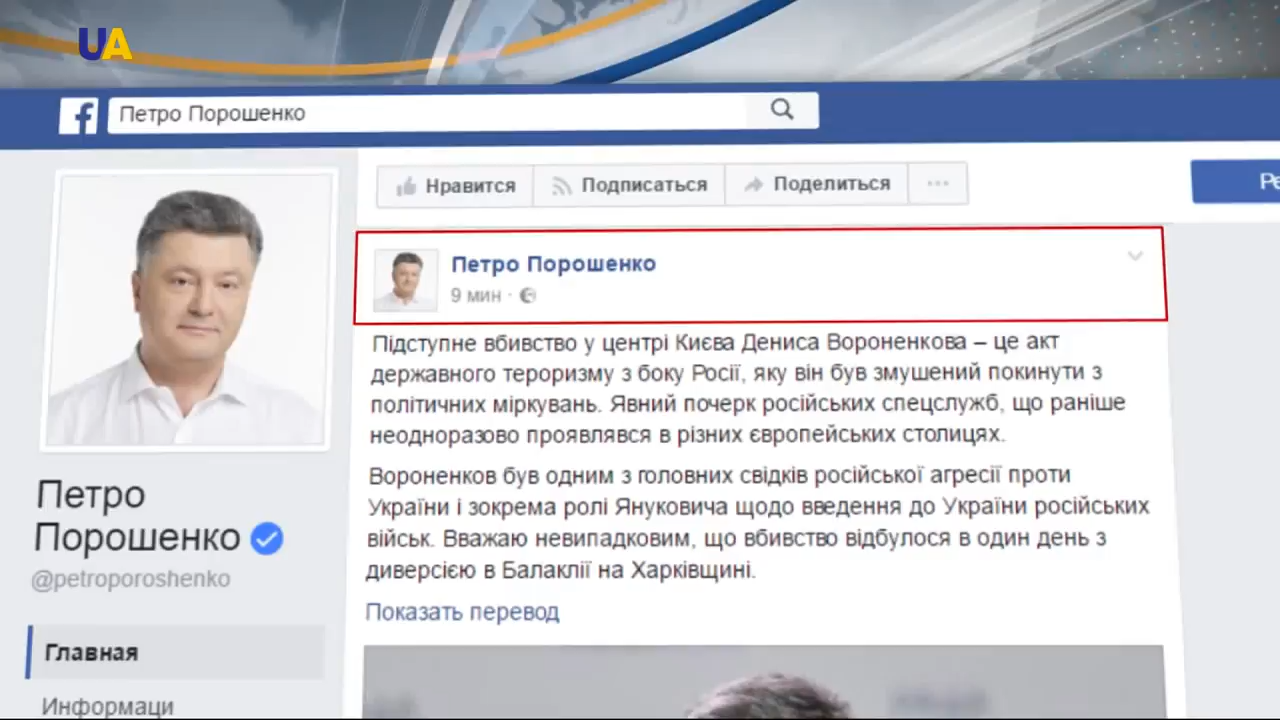 UA
Петро Порошенко
Нравится
Подписаться
Поделиться
Петро Порошенко
9 мин
Підступне вбивство у центрі Києва Дениса Вороненкова – це акт
державного тероризму з боку Росії, яку він був змушений покинути з
політичних міркувань. Явний почерк російських спецслужб, що раніше
неодноразово проявлявся в різних європейських столицях.
Вороненков був одним з головних свідків російської агресії проти
України і зокрема ролі Януковича щодо введення до України російських
військ. Вважаю невипадковим, що вбивство відбулося в один день з
диверсією в Балаклії на Харківщині.
Показать перевод
Петро
Порошенко
@petroporoshenko
Главная
Информаци